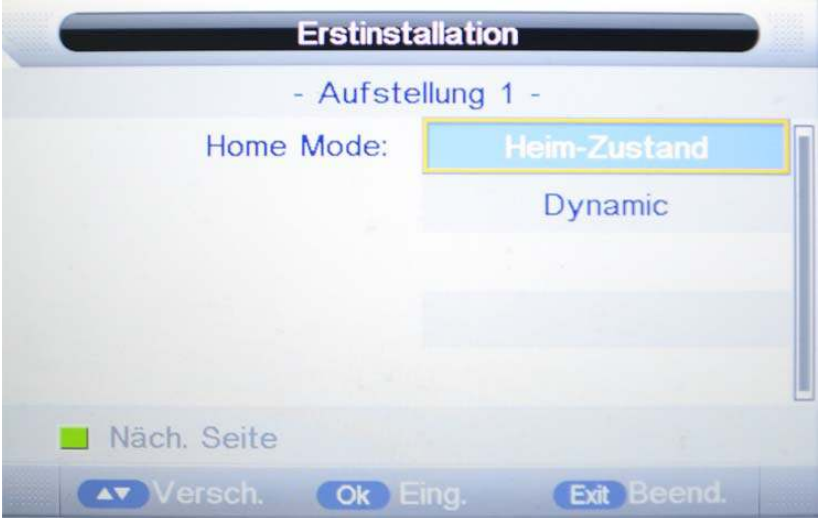 Erstinstallation
- Aufstellung 1 -
Home Mode: Heim-Zustand
Dynamic
Näch. Seite
▲▼ Versch. Ok Eing. Exit Beend.